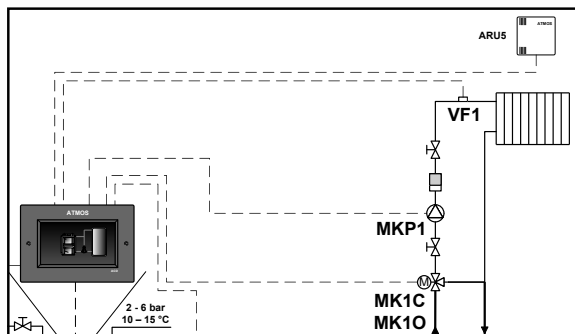 ATMOS
ARU5
VF1
MKP1
ATMOS
M
MK1C
MK1O
2 - 6 bar
10 – 15 °C